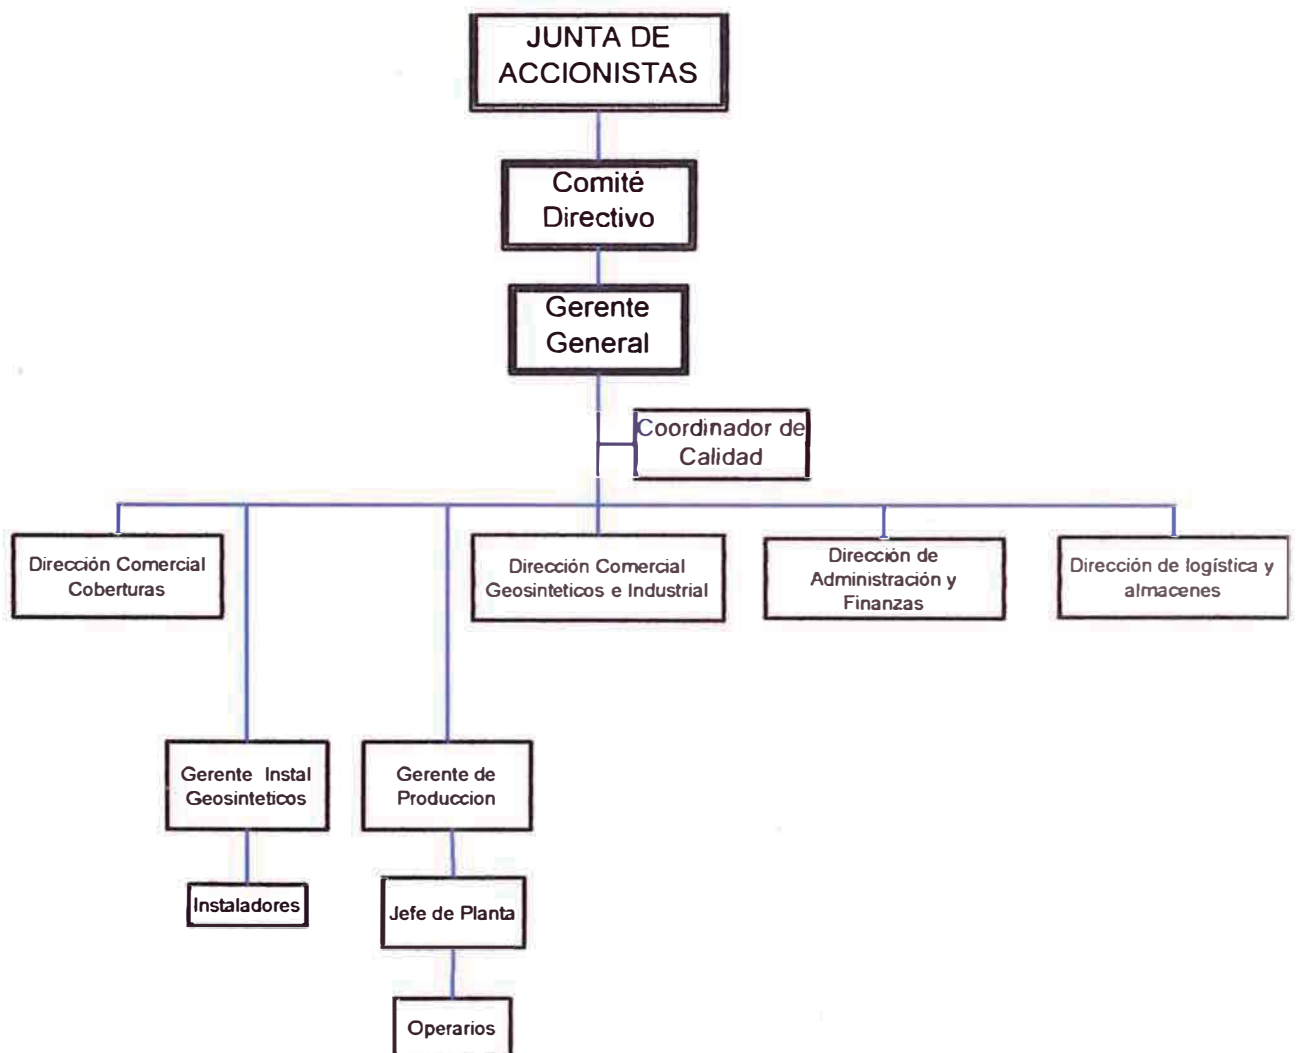 JUNTA DE
ACCIONISTAS
Comité
Directivo
Gerente
General
Coordinador de
Calidad
Dirección Comercial
Coberturas
Dirección Comercial
Geosinteticos e Industrial
Dirección de
Administración y
Finanzas
Dirección de logística y
almacenes
Gerente Instal
Geosinteticos
Gerente de
Produccion
Instaladores
Jefe de Planta
Operarios